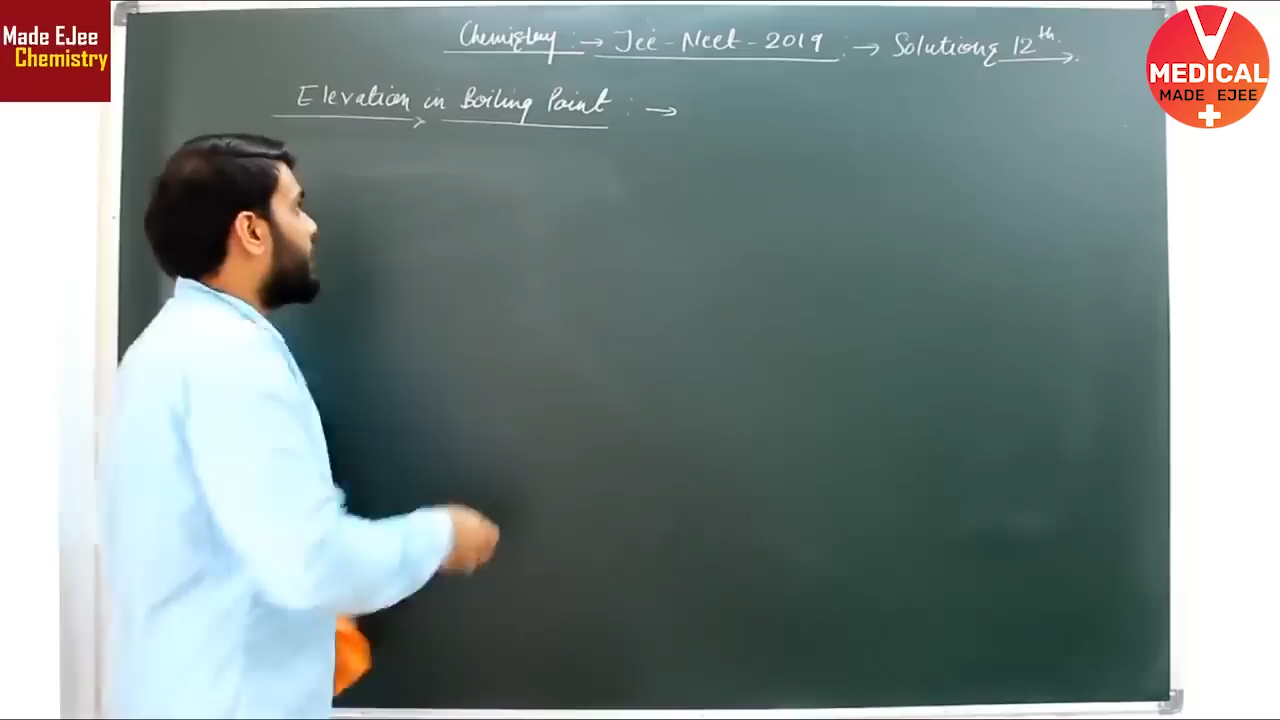 Made EJee
Chemistry
Chemistry :→ Jee-Neet-2019 :→ Solutions 12th.
Elevation in Boiling Point :→
V
MEDICAL
MADE EJEE